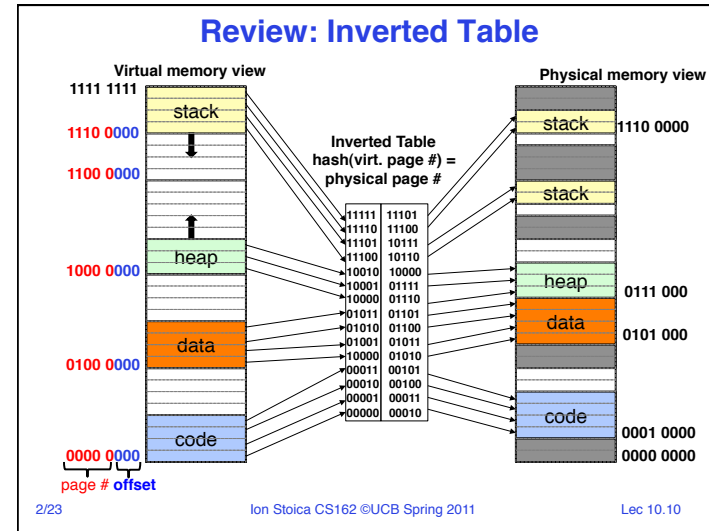 Review: Inverted Table
Virtual memory view
Physical memory view
1111 1111
stack
1110 0000
1100 0000
heap
1000 0000
data
0100 0000
code
0000 0000
page # offset
Inverted Table
hash(virt. page #) =
physical page #
11111 11101
11110 11100
11101 10111
11100 10110
10010 10000
10001 01111
10000 01110
01011 01101
01010 01100
01001 01011
10000 01010
00011 00101
00010 00100
00001 00011
00000 00010
stack 1110 0000
stack
heap
0111 000
data
0101 000
code
0001 0000
0000 0000
2/23 Ion Stoica CS162 ©UCB Spring 2011 Lec 10.10